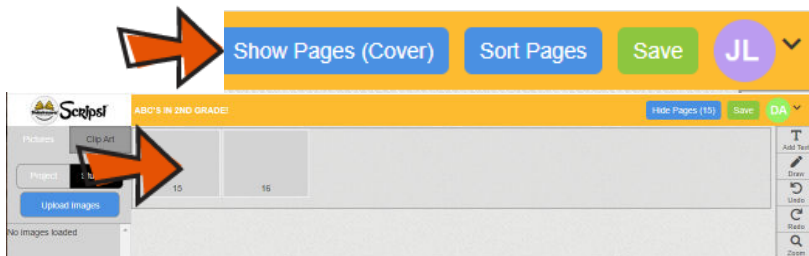 Show Pages (Cover) Sort Pages Save JL
Scripsi ABC'S IN 2ND GRADE! Hide Pages (15) Save DA
Pictures Clip Art
T
Add Text
Project
15 16
Draw
Upload Images
Undo
No images loaded
Redo
Zoom